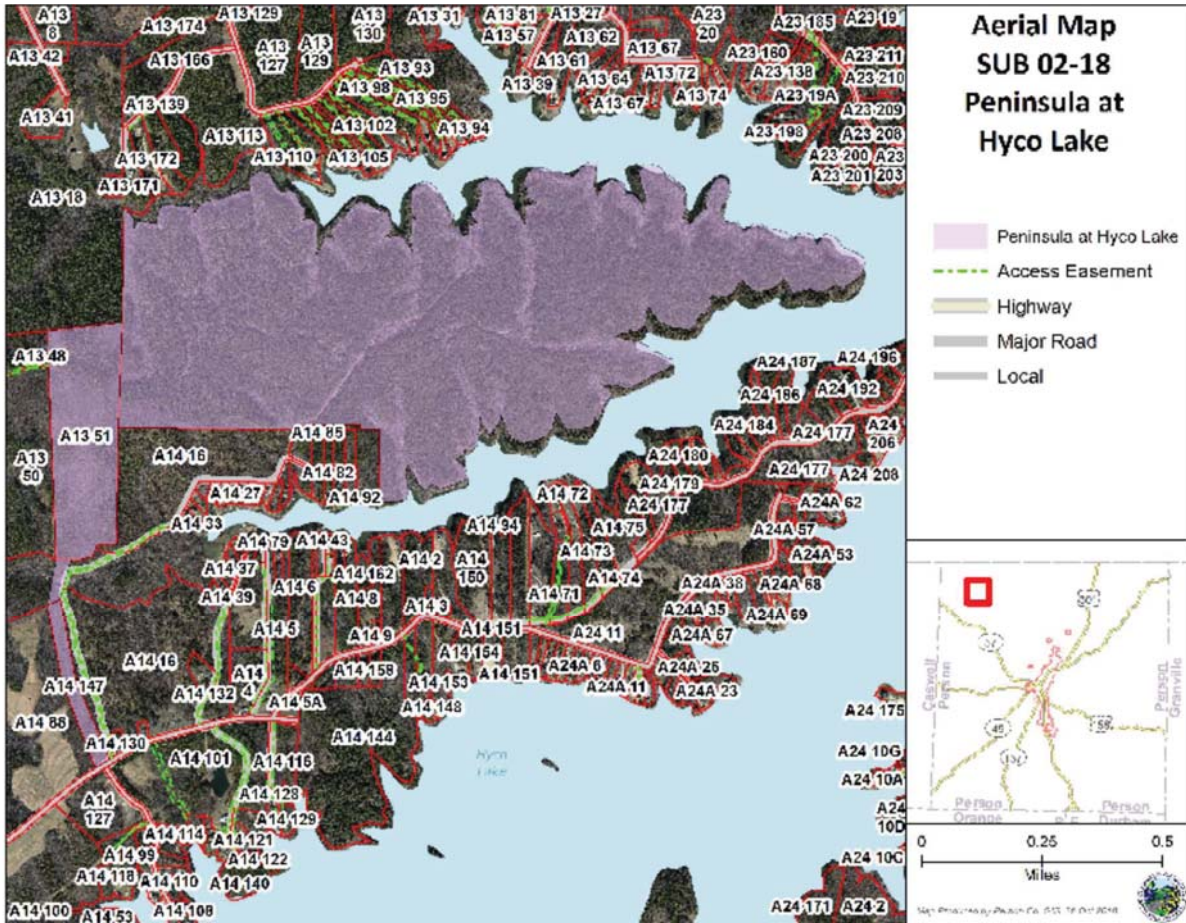 Aerial Map
SUB 02-18
Peninsula at
Hyco Lake
Peninsula at Hyco Lake
Access Easement
Highway
Major Road
Local
A13 42
A13 174
A13 129
A13 127
A13 129
A13 130
A13 31
A13 81
A13 57
A13 27
A13 62
A23 20
A23 185
A23 19
A13 166
A13 93
A13 98
A13 95
A13 61
A13 67
A23 160
A23 211
A13 39
A13 64
A13 72
A23 138
A23 210
A13 41
A13 139
A13 67
A13 74
A23 19A
A23 209
A13 113
A13 102
A13 94
A23 198
A23 208
A13 172
A13 110
A13 105
A23 200
A13 171
A23 201
A23 203
A13 18
A13 48
A13 51
A13 50
A24 187
A24 196
A24 186
A24 192
A24 184
A24 177
A24 206
A14 85
A14 16
A14 82
A24 180
A24 177
A24 208
A14 27
A14 92
A14 72
A24 179
A24 177
A24A 62
A14 33
A14 94
A14 75
A24A 57
A14 79
A14 43
A14 2
A14 150
A14 73
A24A 53
A14 37
A14 6
A14 162
A14 74
A24A 38
A24A 68
A14 39
A14 8
A14 3
A14 71
A24A 35
A24A 69
A14 5
A14 9
A14 151
A24 11
A24A 67
A14 16
A14 4
A14 158
A14 154
A14 151
A24A 6
A24A 26
A14 147
A14 132
A14 5A
A14 153
A24A 11
A24A 23
A14 88
A14 148
A24 175
A14 130
A14 101
A14 144
Hyco
Lake
A24 10G
A14 116
A24 10A
A14 127
A14 128
A24 10D
A14 114
A14 129
A14 99
A14 121
A14 118
A14 122
A24 10C
A14 110
A14 140
A14 100
A14 53
A14 108
A24 171
A24 2
Caswell
Person
Person
Granville
Person
Orange
Person
Durham
0
0.25
0.5
Miles